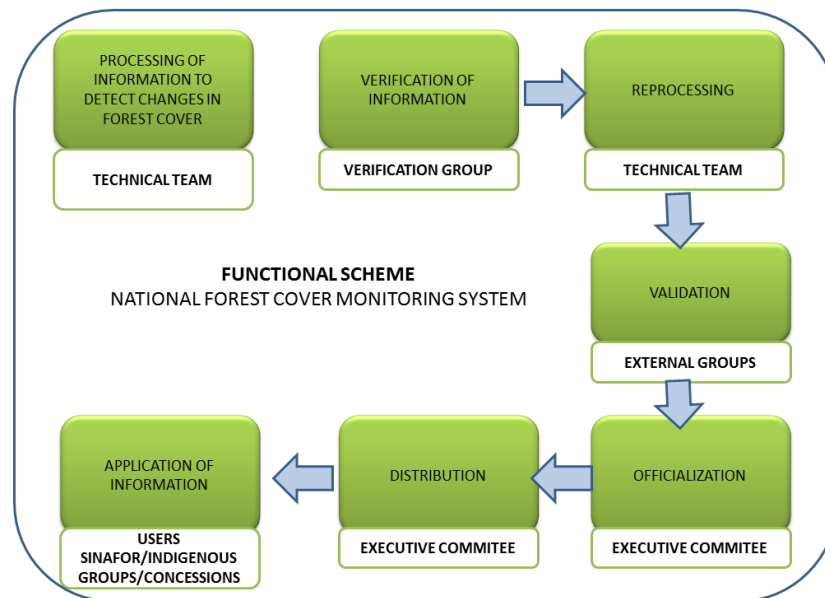 PROCESSING OF
INFORMATION TO
DETECT CHANGES IN
FOREST COVER
TECHNICAL TEAM
VERIFICATION OF
INFORMATION
VERIFICATION GROUP
REPROCESSING
TECHNICAL TEAM
FUNCTIONAL SCHEME
NATIONAL FOREST COVER MONITORING SYSTEM
VALIDATION
EXTERNAL GROUPS
APPLICATION OF
INFORMATION
USERS
SINAFOR/INDIGENOUS
GROUPS/CONCESSIONS
DISTRIBUTION
EXECUTIVE COMMITEE
OFFICIALIZATION
EXECUTIVE COMMITEE